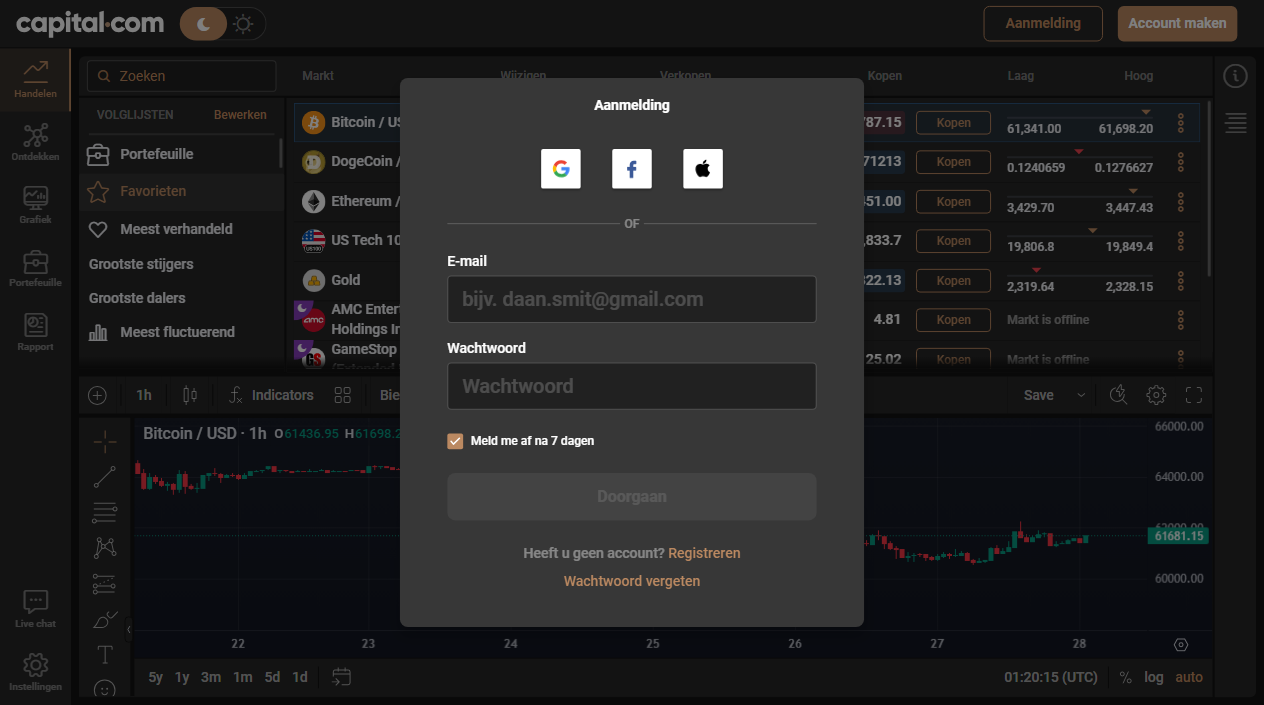 capital.com
Aanmelding
Account maken
Handelen
Ontdekken
Grafiek
Portefeuille
Rapport
Live chat
Instellingen
Zoeken
VOLGLIJSTEN Bewerken
Portefeuille
Favorieten
Meest verhandeld
Grootste stijgers
Grootste dalers
Meest fluctuerend
Markt Wijzigen Verkopen Kopen Laag Hoog
Bitcoin / US 787.15 Kopen 61,341.00 61,698.20
DogeCoin / 71213 Kopen 0.1240659 0.1276627
Ethereum / 451.00 Kopen 3,429.70 3,447.43
US Tech 10 ,833.7 Kopen 19,806.8 19,849.4
Gold 322.13 Kopen 2,319.64 2,328.15
AMC Enter
Holdings In 4.81 Kopen Markt is offline
GameStop 25.02 Kopen Markt is offline
(Extended
Aanmelding
OF
E-mail
bijv. daan.smit@gmail.com
Wachtwoord
Wachtwoord
Meld me af na 7 dagen
Doorgaan
Heeft u geen account? Registreren
Wachtwoord vergeten
1h Indicators Bie Save
Bitcoin / USD · 1h O61436.95 H61698.2
66000.00
64000.00
62000.00
61681.15
60000.00
22 23 24 25 26 27 28
5y 1y 3m 1m 5d 1d 01:20:15 (UTC) % log auto